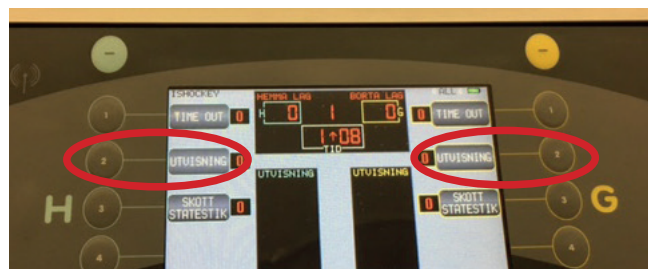 ISHOCKEY HEMMA LAG BORTA LAG ALL
1 TIME OUT 0 H 0 1 0 G 0 TIME OUT 1
1↑08
TID
2 UTVISNING 0 UTVISNING UTVISNING 0 UTVISNING 2
H 3 SKOTT STATESTIK 0 0 SKOTT STATESTIK 3 G
4 4